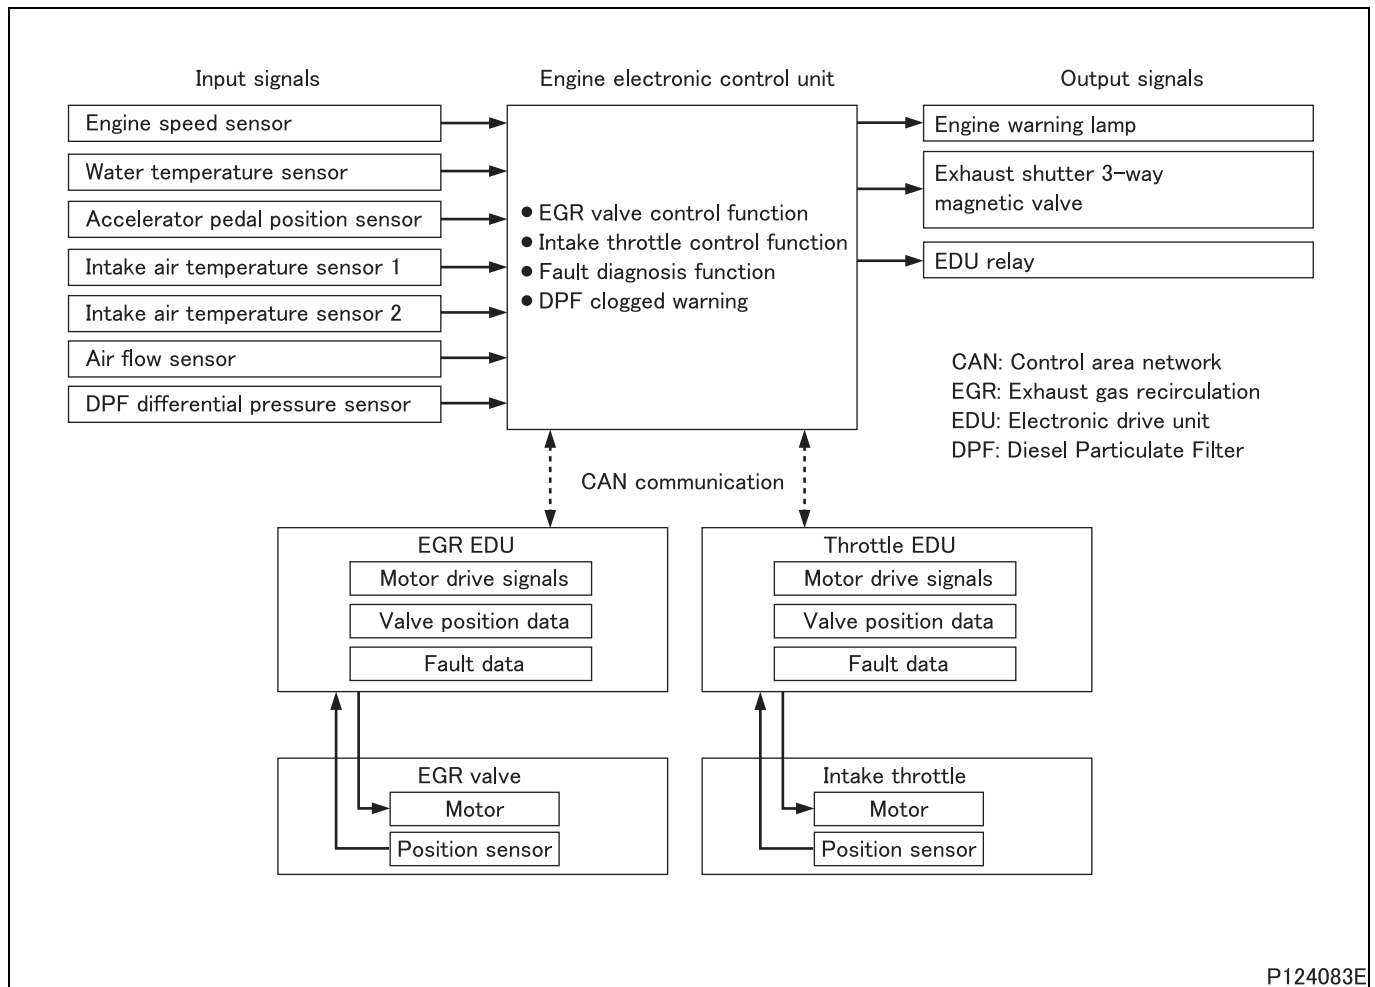 Input signals
Engine electronic control unit
Output signals
Engine speed sensor
Water temperature sensor
Accelerator pedal position sensor
Intake air temperature sensor 1
Intake air temperature sensor 2
Air flow sensor
DPF differential pressure sensor
● EGR valve control function
● Intake throttle control function
● Fault diagnosis function
● DPF clogged warning
Engine warning lamp
Exhaust shutter 3-way
magnetic valve
EDU relay
CAN: Control area network
EGR: Exhaust gas recirculation
EDU: Electronic drive unit
DPF: Diesel Particulate Filter
CAN communication
EGR EDU
Motor drive signals
Valve position data
Fault data
Throttle EDU
Motor drive signals
Valve position data
Fault data
EGR valve
Motor
Position sensor
Intake throttle
Motor
Position sensor
P124083E